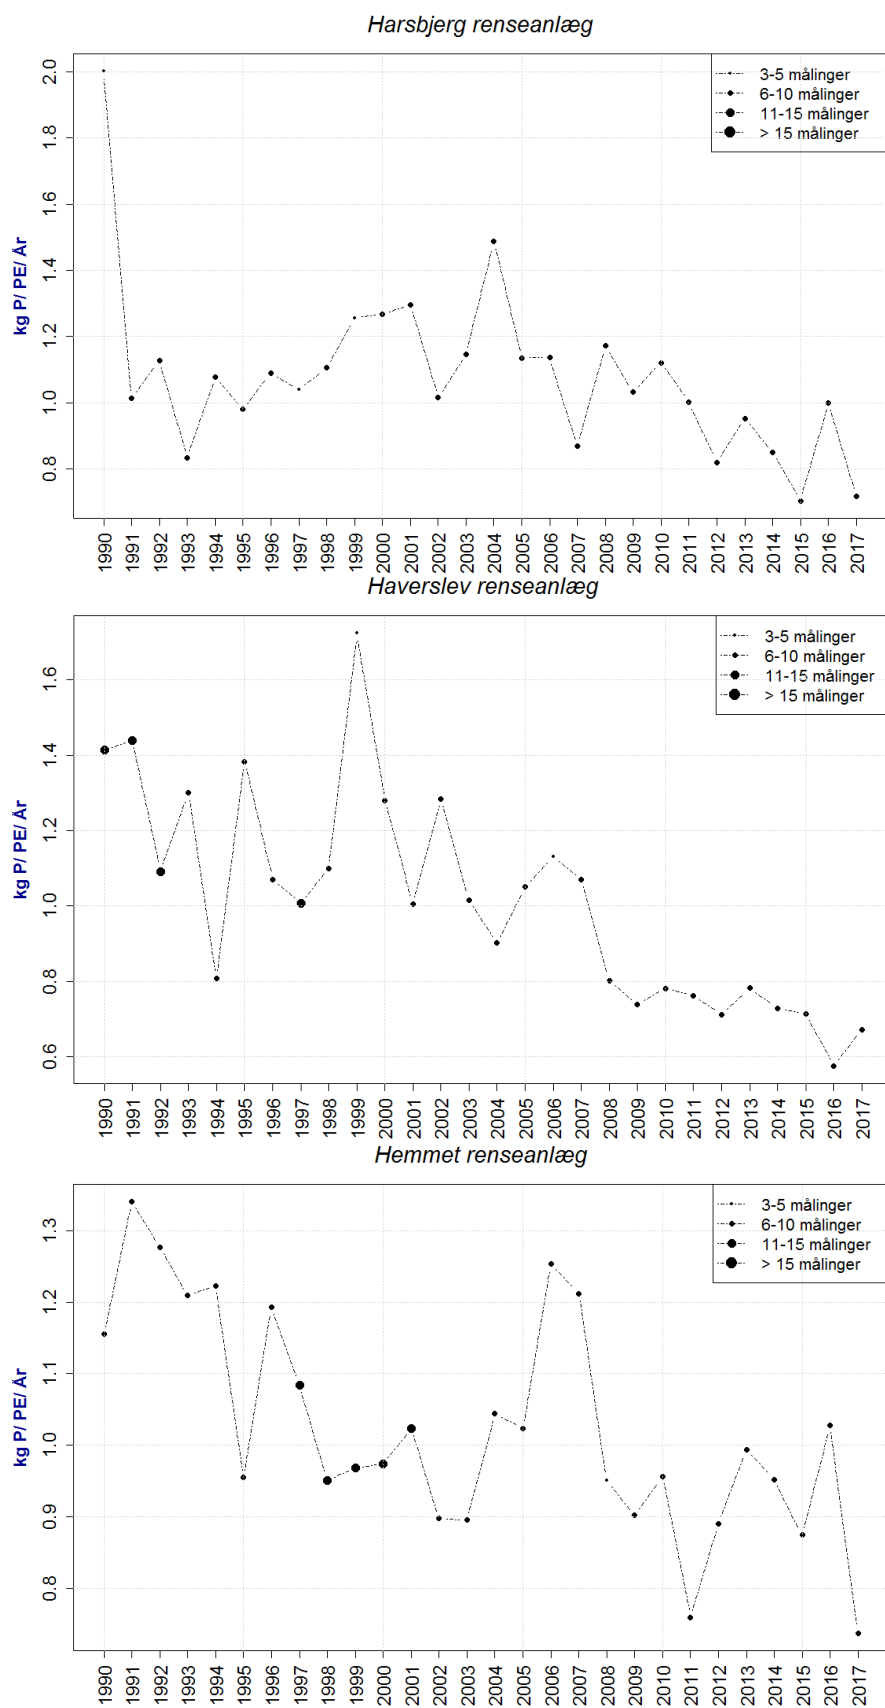 Harsbjerg renseanlæg
3-5 målinger
6-10 målinger
11-15 målinger
> 15 målinger
kg P/ PE/ År
2.0
1.8
1.6
1.4
1.2
1.0
0.8
1990 1991 1992 1993 1994 1995 1996 1997 1998 1999 2000 2001 2002 2003 2004 2005 2006 2007 2008 2009 2010 2011 2012 2013 2014 2015 2016 2017
Haverslev renseanlæg
3-5 målinger
6-10 målinger
11-15 målinger
> 15 målinger
kg P/ PE/ År
1.6
1.4
1.2
1.0
0.8
0.6
1990 1991 1992 1993 1994 1995 1996 1997 1998 1999 2000 2001 2002 2003 2004 2005 2006 2007 2008 2009 2010 2011 2012 2013 2014 2015 2016 2017
Hemmet renseanlæg
3-5 målinger
6-10 målinger
11-15 målinger
> 15 målinger
kg P/ PE/ År
1.3
1.2
1.1
1.0
0.9
0.8
1990 1991 1992 1993 1994 1995 1996 1997 1998 1999 2000 2001 2002 2003 2004 2005 2006 2007 2008 2009 2010 2011 2012 2013 2014 2015 2016 2017